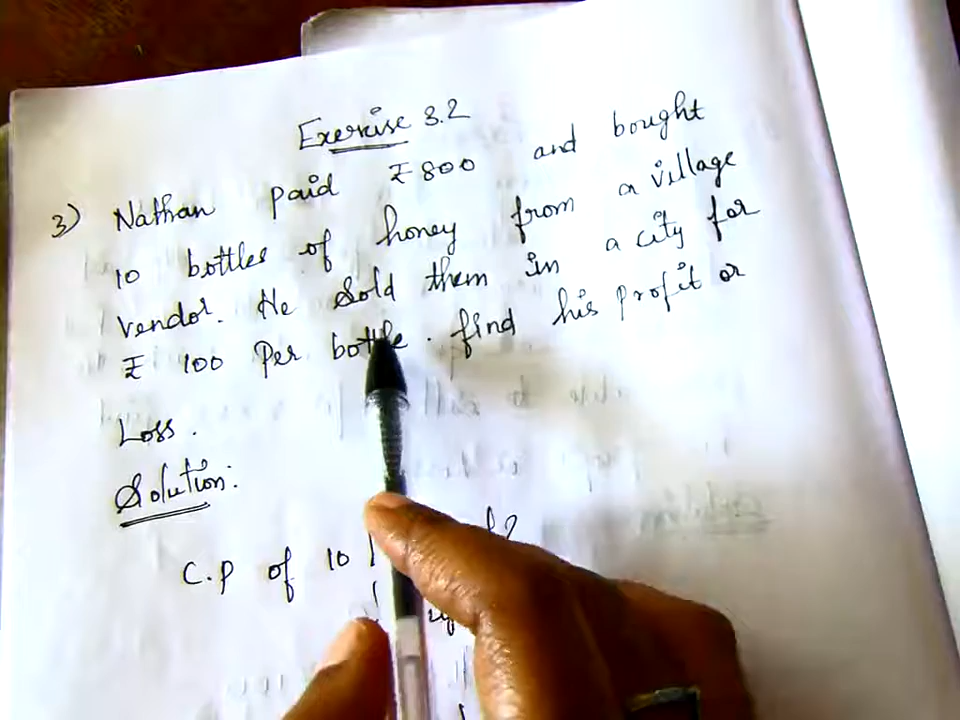 Exercise 3.2
3) Nathan paid ₹800 and bought
10 bottles of honey from a village
vendor. He Sold them in a city for
₹ 100 Per bottle. find his profit or
Loss.
Solution:
C.P of 10